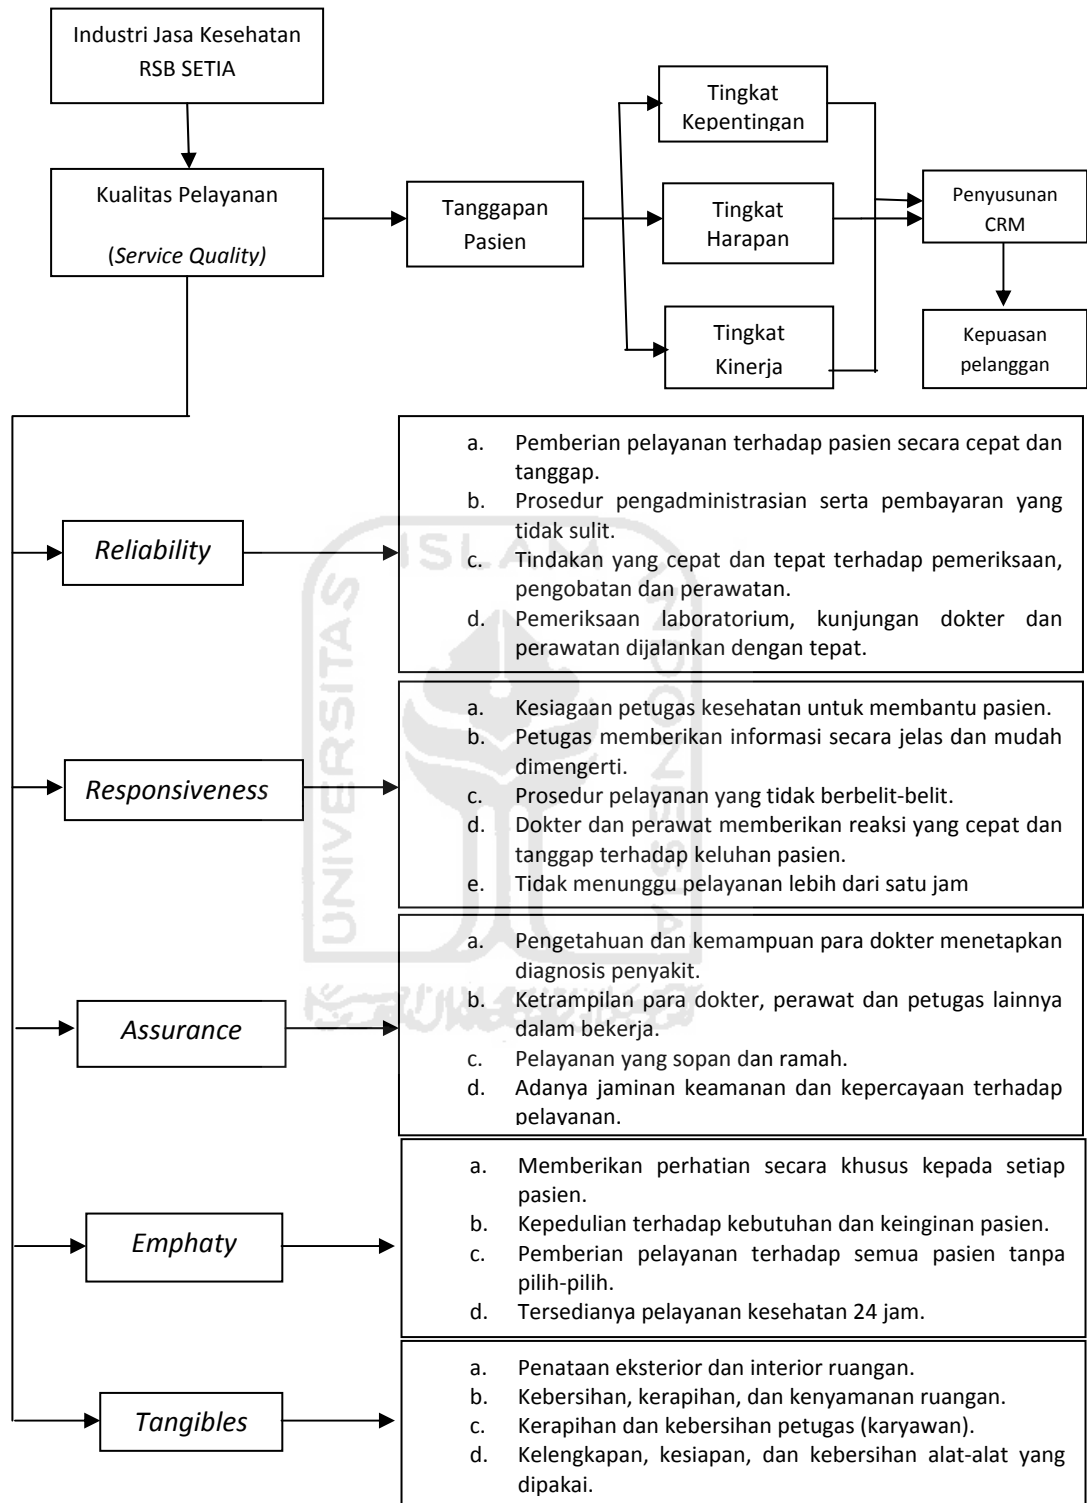 Industri Jasa Kesehatan
RSB SETIA
Kualitas Pelayanan
(Service Quality)
Tanggapan
Pasien
Tingkat
Kepentingan
Tingkat
Harapan
Tingkat
Kinerja
Penyusunan
CRM
Kepuasan
pelanggan
Reliability
a. Pemberian pelayanan terhadap pasien secara cepat dan
tanggap.
b. Prosedur pengadministrasian serta pembayaran yang
tidak sulit.
c. Tindakan yang cepat dan tepat terhadap pemeriksaan,
pengobatan dan perawatan.
d. Pemeriksaan laboratorium, kunjungan dokter dan
perawatan dijalankan dengan tepat.
Responsiveness
a. Kesiagaan petugas kesehatan untuk membantu pasien.
b. Petugas memberikan informasi secara jelas dan mudah
dimengerti.
c. Prosedur pelayanan yang tidak berbelit-belit.
d. Dokter dan perawat memberikan reaksi yang cepat dan
tanggap terhadap keluhan pasien.
e. Tidak menunggu pelayanan lebih dari satu jam
Assurance
a. Pengetahuan dan kemampuan para dokter menetapkan
diagnosis penyakit.
b. Ketrampilan para dokter, perawat dan petugas lainnya
dalam bekerja.
c. Pelayanan yang sopan dan ramah.
d. Adanya jaminan keamanan dan kepercayaan terhadap
pelayanan.
Emphaty
a. Memberikan perhatian secara khusus kepada setiap
pasien.
b. Kepedulian terhadap kebutuhan dan keinginan pasien.
c. Pemberian pelayanan terhadap semua pasien tanpa
pilih-pilih.
d. Tersedianya pelayanan kesehatan 24 jam.
Tangibles
a. Penataan eksterior dan interior ruangan.
b. Kebersihan, kerapihan, dan kenyamanan ruangan.
c. Kerapihan dan kebersihan petugas (karyawan).
d. Kelengkapan, kesiapan, dan kebersihan alat-alat yang
dipakai.
UNIVERSITAS
ISLAM
INDONESIA